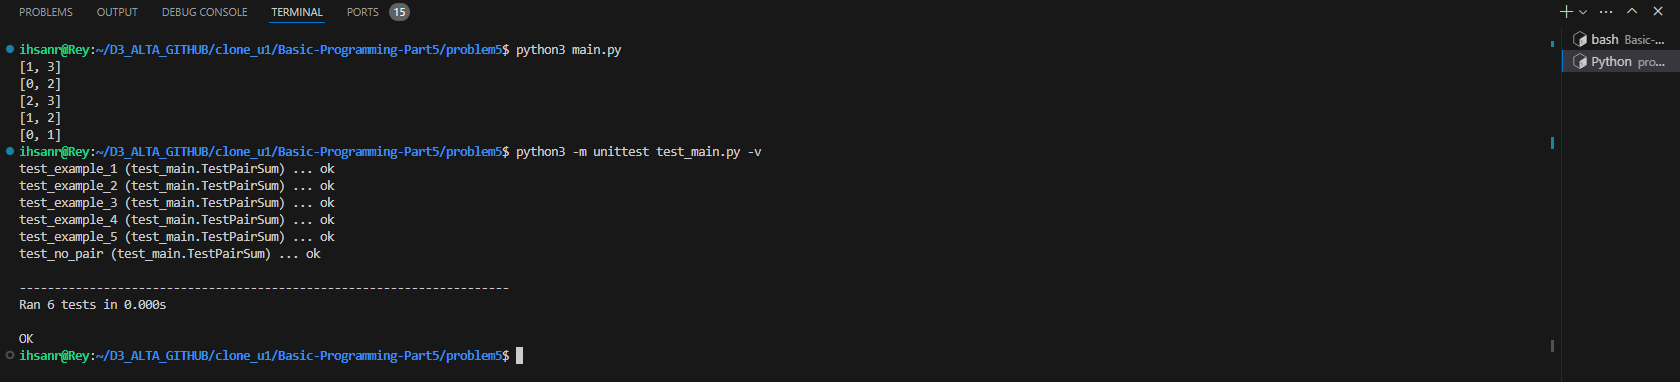 PROBLEMS OUTPUT DEBUG CONSOLE TERMINAL PORTS 15
ihsanr@Rey:~/D3_ALTA_GITHUB/clone_u1/Basic-Programming-Part5/problem5$ python3 main.py
[1, 3]
[0, 2]
[2, 3]
[1, 2]
[0, 1]
ihsanr@Rey:~/D3_ALTA_GITHUB/clone_u1/Basic-Programming-Part5/problem5$ python3 -m unittest test_main.py -v
test_example_1 (test_main.TestPairSum) ... ok
test_example_2 (test_main.TestPairSum) ... ok
test_example_3 (test_main.TestPairSum) ... ok
test_example_4 (test_main.TestPairSum) ... ok
test_example_5 (test_main.TestPairSum) ... ok
test_no_pair (test_main.TestPairSum) ... ok
----------------------------------------------------------------------
Ran 6 tests in 0.000s
OK
ihsanr@Rey:~/D3_ALTA_GITHUB/clone_u1/Basic-Programming-Part5/problem5$
bash Basic-...
Python pro...